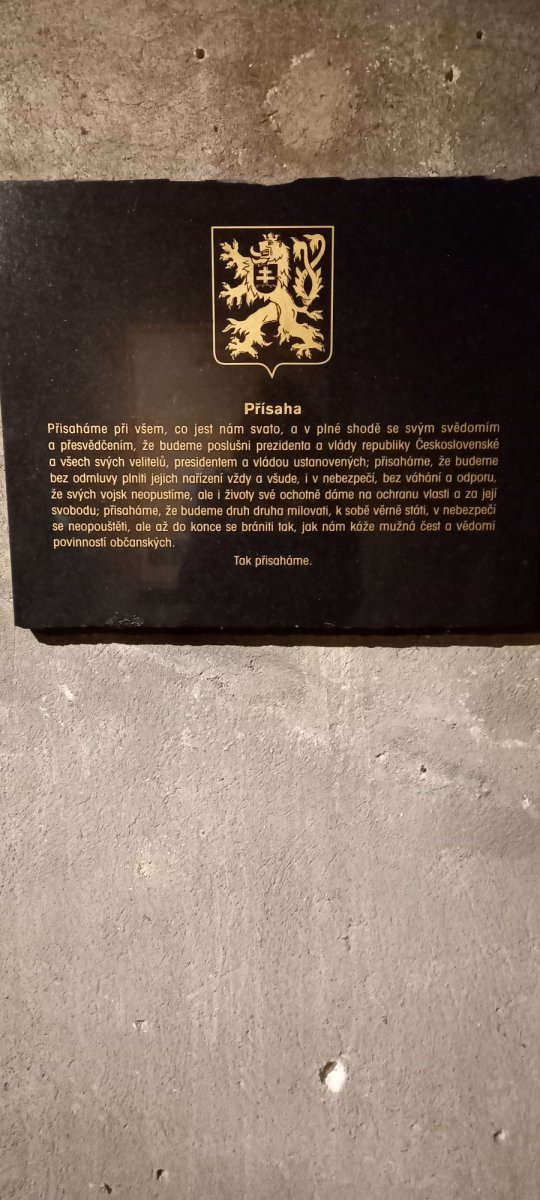 Přísaha
Přisaháme při všem, co jest nám svato, a v plné shodě se svým svědomím
a přesvědčením, že budeme poslušni prezidenta a vlády republiky Československé
a všech svých velitelů, presidentem a vládou ustanovených; přisaháme, že budeme
bez odmluvy plniti jejich nařízení vždy a všude, i v nebezpečí, bez váhání a odporu,
že svých vojsk neopustíme, ale i životy své ochotně dáme na ochranu vlasti a za její
svobodu; přisaháme, že budeme druh druha milovati, k sobě věrně státi, v nebezpečí
se neopouštěti, ale až do konce se brániti tak, jak nám káže mužná čest a vědomí
povinností občanských.
Tak přisaháme.